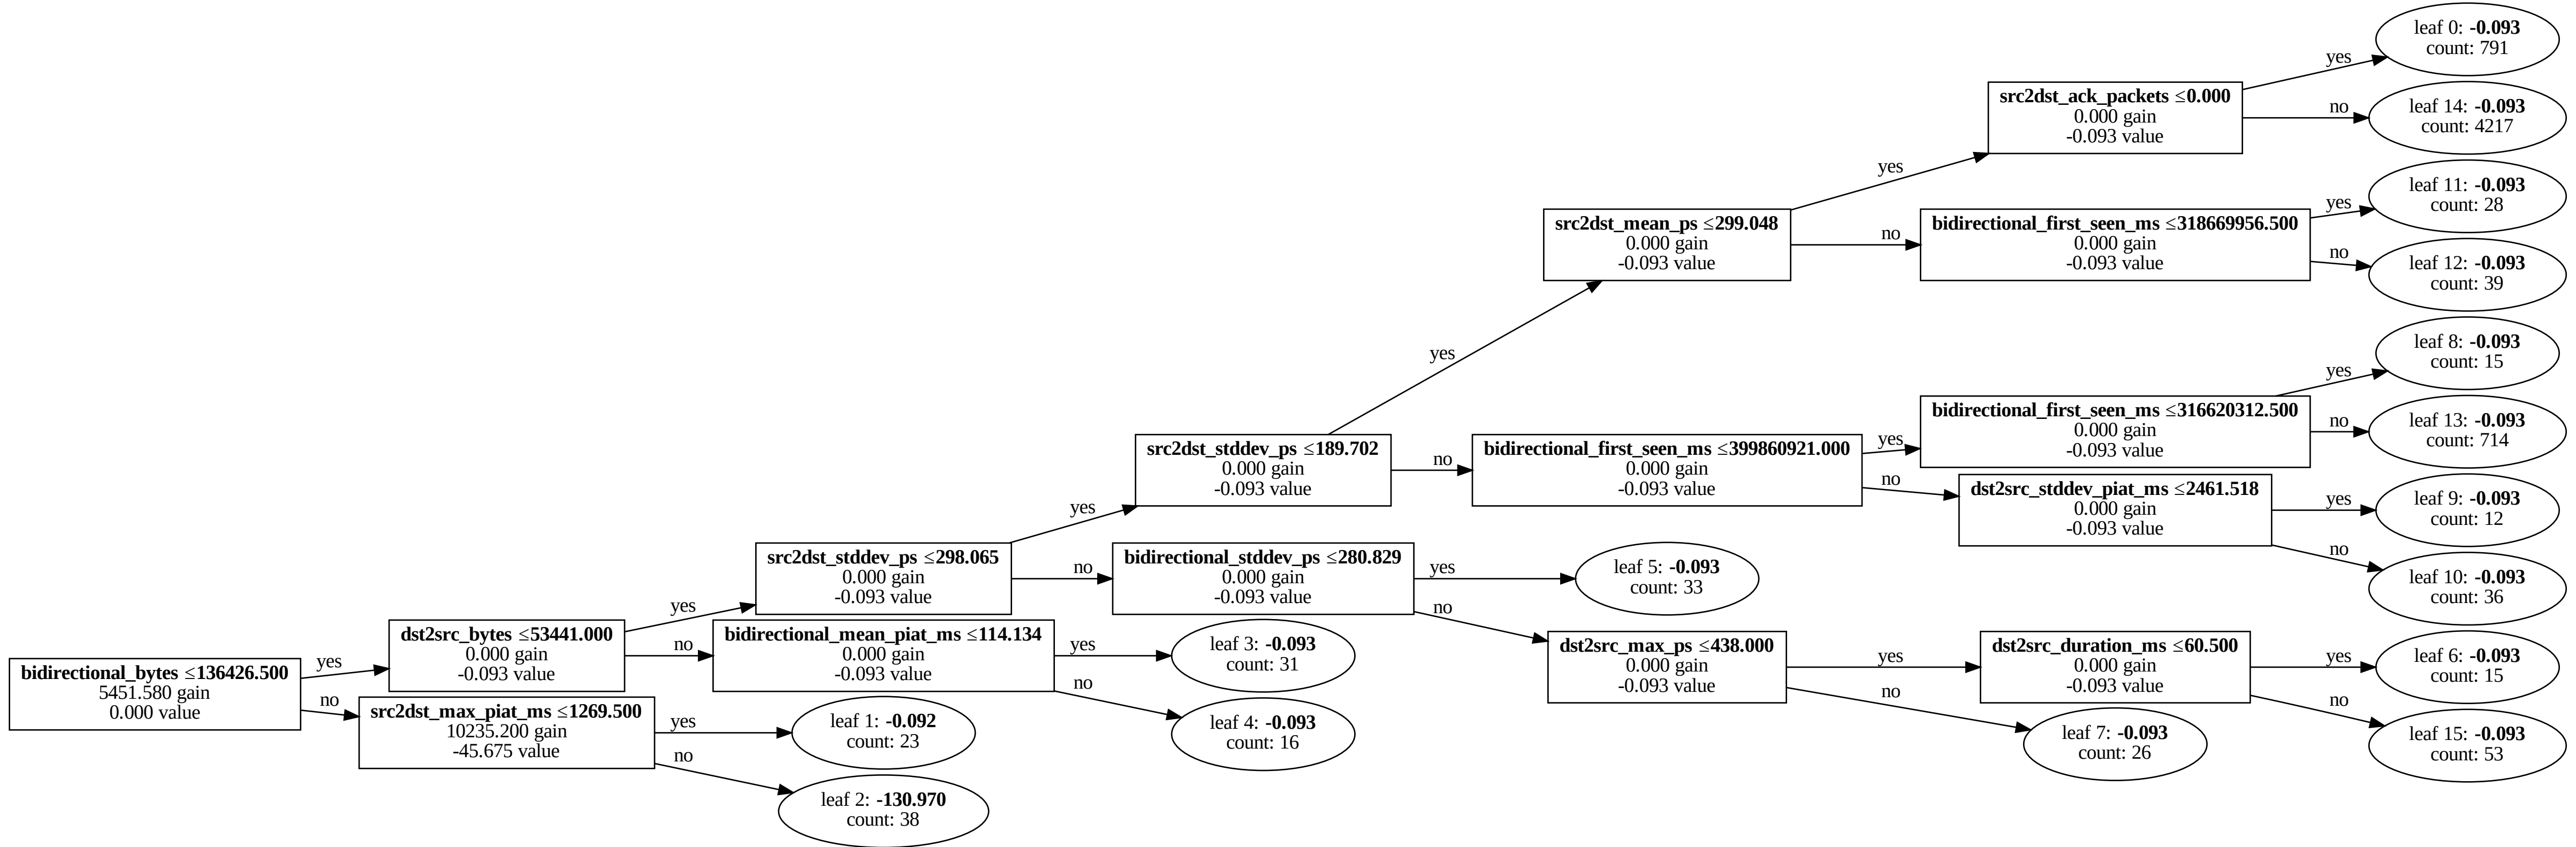 bidirectional_bytes ≤136426.500
5451.580 gain
0.000 value
yes
no
dst2src_bytes ≤53441.000
0.000 gain
-0.093 value
src2dst_max_piat_ms ≤1269.500
10235.200 gain
-45.675 value
yes
no
yes
no
src2dst_stddev_ps ≤298.065
0.000 gain
-0.093 value
bidirectional_mean_piat_ms ≤114.134
0.000 gain
-0.093 value
leaf 1: -0.092
count: 23
leaf 2: -130.970
count: 38
yes
no
yes
no
src2dst_stddev_ps ≤189.702
0.000 gain
-0.093 value
bidirectional_stddev_ps ≤280.829
0.000 gain
-0.093 value
leaf 3: -0.093
count: 31
leaf 4: -0.093
count: 16
yes
no
yes
no
src2dst_mean_ps ≤299.048
0.000 gain
-0.093 value
bidirectional_first_seen_ms ≤399860921.000
0.000 gain
-0.093 value
leaf 5: -0.093
count: 33
dst2src_max_ps ≤438.000
0.000 gain
-0.093 value
yes
no
yes
no
yes
no
src2dst_ack_packets ≤0.000
0.000 gain
-0.093 value
bidirectional_first_seen_ms ≤318669956.500
0.000 gain
-0.093 value
bidirectional_first_seen_ms ≤316620312.500
0.000 gain
-0.093 value
dst2src_stddev_piat_ms ≤2461.518
0.000 gain
-0.093 value
dst2src_duration_ms ≤60.500
0.000 gain
-0.093 value
leaf 7: -0.093
count: 26
yes
no
yes
no
yes
no
yes
no
yes
no
leaf 0: -0.093
count: 791
leaf 14: -0.093
count: 4217
leaf 11: -0.093
count: 28
leaf 12: -0.093
count: 39
leaf 8: -0.093
count: 15
leaf 13: -0.093
count: 714
leaf 9: -0.093
count: 12
leaf 10: -0.093
count: 36
leaf 6: -0.093
count: 15
leaf 15: -0.093
count: 53